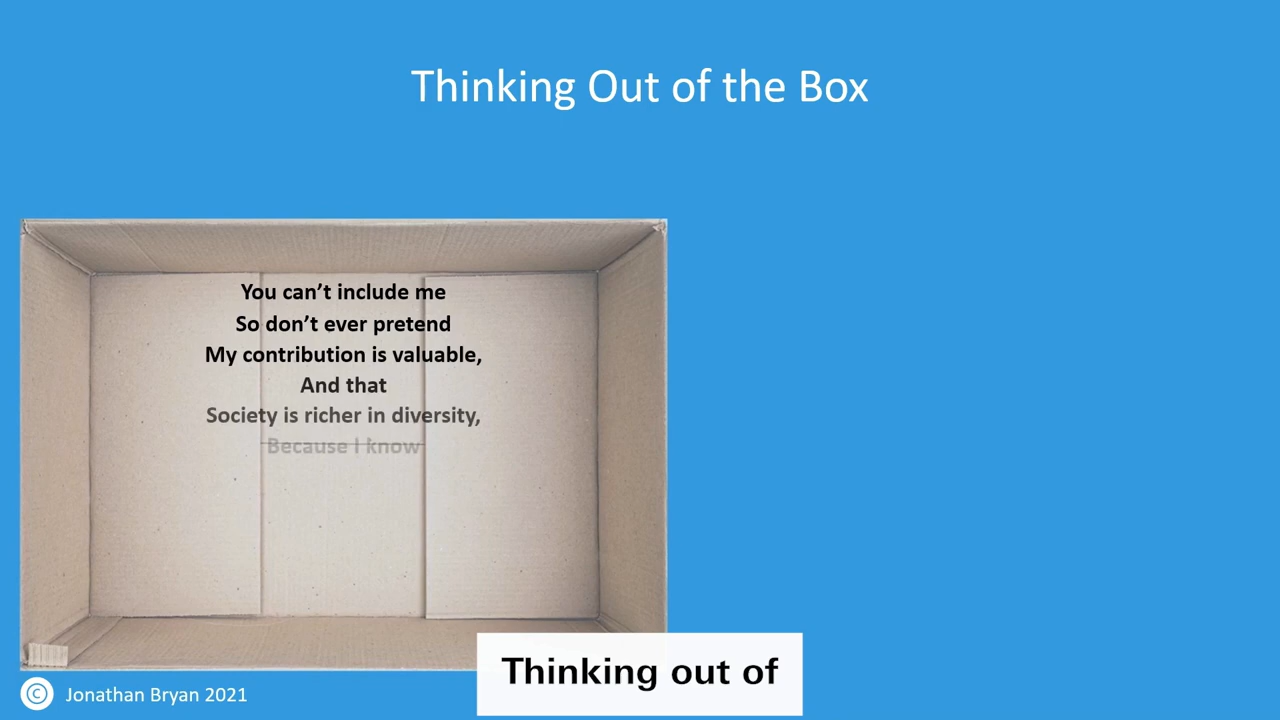 Thinking Out of the Box
You can’t include me
So don’t ever pretend
My contribution is valuable,
And that
Society is richer in diversity,
Because I know
Thinking out of
© Jonathan Bryan 2021